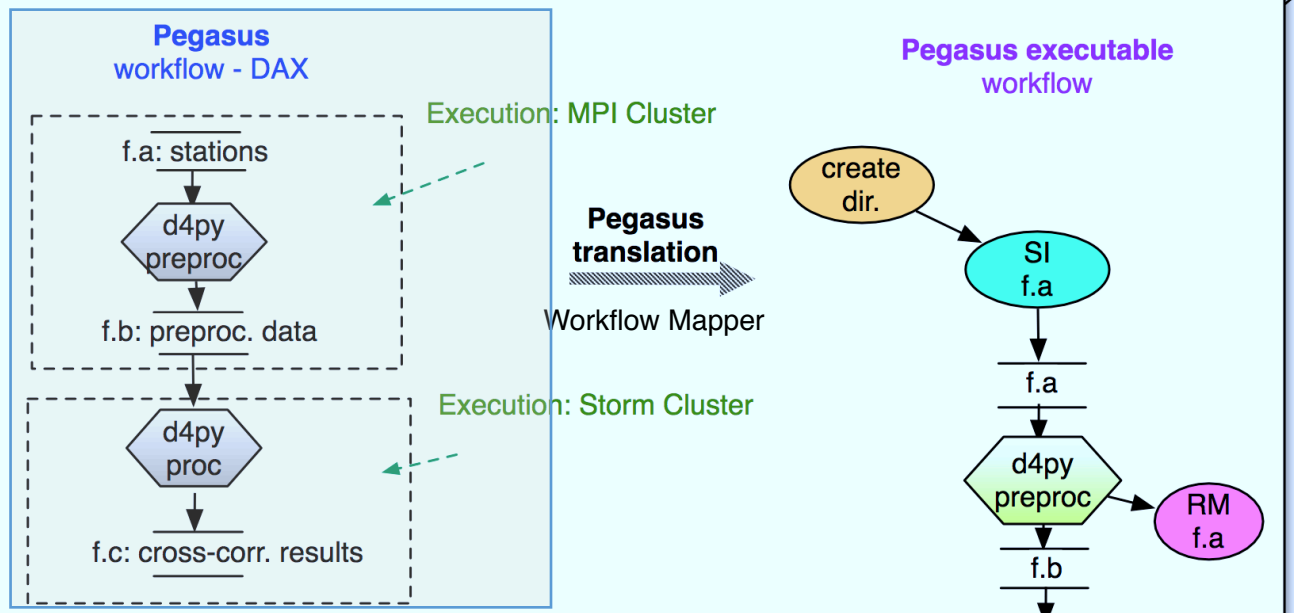 Pegasus
workflow - DAX
Execution: MPI Cluster
f.a: stations
d4py
preproc
f.b: preproc. data
Execution: Storm Cluster
d4py
proc
f.c: cross-corr. results
Pegasus
translation
Workflow Mapper
Pegasus executable
workflow
create
dir.
SI
f.a
f.a
d4py
preproc
RM
f.a
f.b